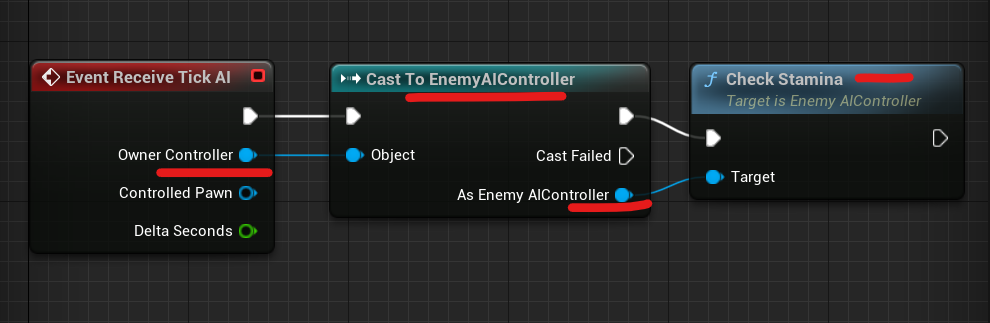 Event Receive Tick AI
Owner Controller
Controlled Pawn
Delta Seconds
Cast To EnemyAIController
Object
Cast Failed
As Enemy AIController
Check Stamina
Target is Enemy AIController
Target